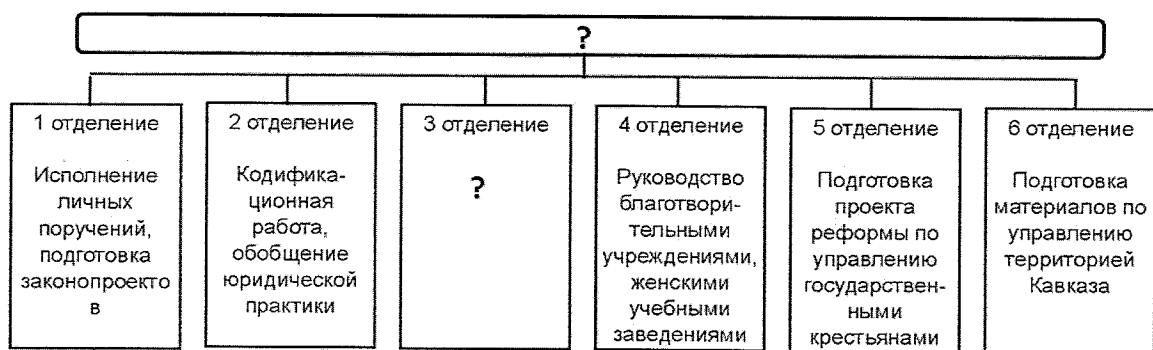 ?
1 отделение
Исполнение
личных
поручений,
подготовка
законопроекто
в
2 отделение
Кодифика-
ционная
работа,
обобщение
юридической
практики
3 отделение
?
4 отделение
Руководство
благотвори-
тельными
учреждениями,
женскими
учебными
заведениями
5 отделение
Подготовка
проекта
реформы по
управлению
государствен-
ными
крестьянами
6 отделение
Подготовка
материалов по
управлению
территорией
Кавказа